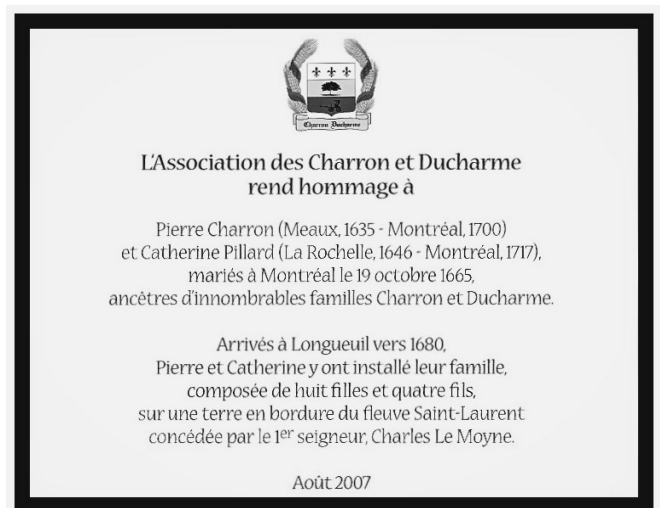 Charron Ducharme
L'Association des Charron et Ducharme
rend hommage à
Pierre Charron (Meaux, 1635 - Montréal, 1700)
et Catherine Pillard (La Rochelle, 1646 - Montréal, 1717),
mariés à Montréal le 19 octobre 1665,
ancêtres d'innombrables familles Charron et Ducharme.
Arrivés à Longueuil vers 1680,
Pierre et Catherine y ont installé leur famille,
composée de huit filles et quatre fils,
sur une terre en bordure du fleuve Saint-Laurent
concédée par le 1er seigneur, Charles Le Moyne.
Août 2007